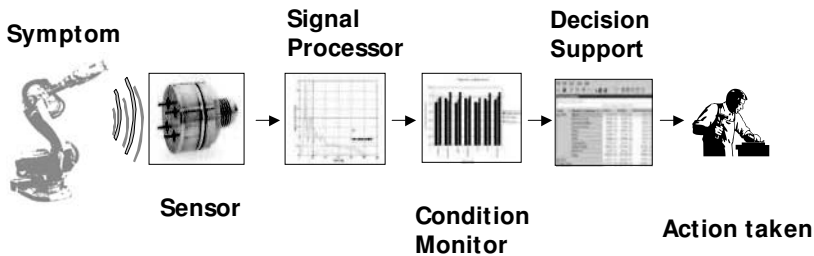 Symptom
Sensor
Signal
Processor
Condition
Monitor
Decision
Support
Action taken